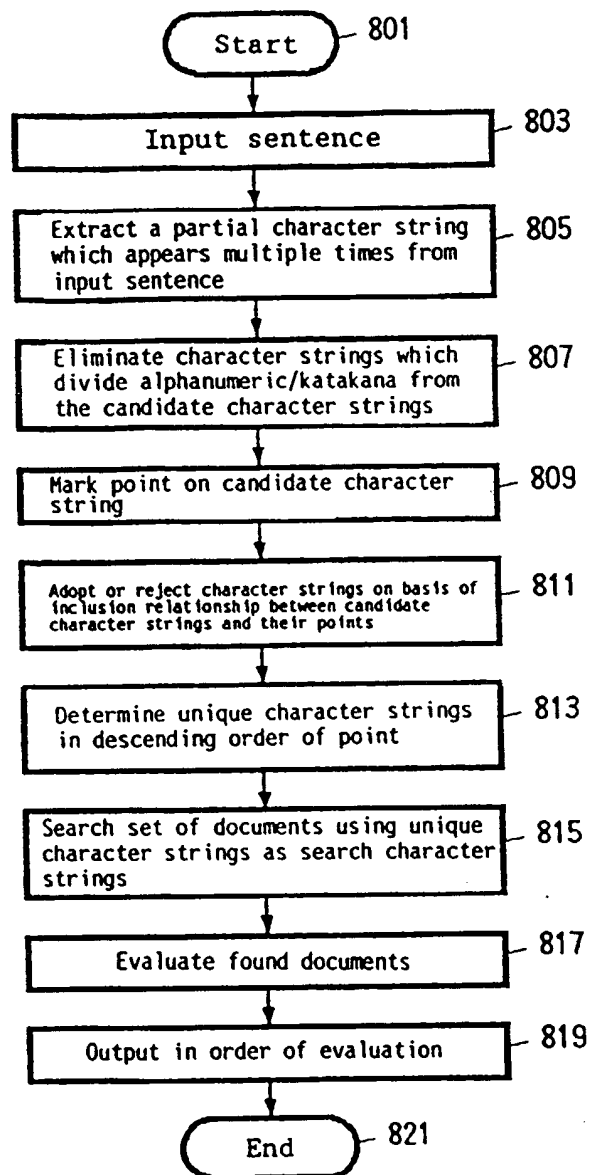 Start
801
Input sentence
803
Extract a partial character string
which appears multiple times from
input sentence
805
Eliminate character strings which
divide alphanumeric/katakana from
the candidate character strings
807
Mark point on candidate character
string
809
Adopt or reject character strings on basis of
inclusion relationship between candidate
character strings and their points
811
Determine unique character strings
in descending order of point
813
Search set of documents using unique
character strings as search character
strings
815
Evaluate found documents
817
Output in order of evaluation
819
End
821